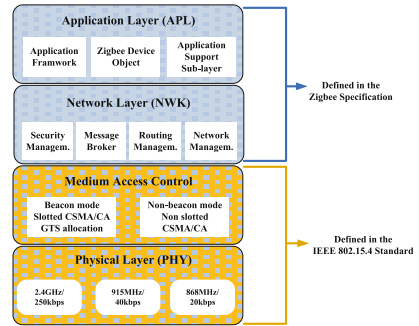 Application Layer (APL)
Application
Framwork
Zigbee Device
Object
Application
Support
Sub-layer
Defined in the
Zigbee Specification
Network Layer (NWK)
Security
Managem.
Message
Broker
Routing
Managem.
Network
Managem.
Medium Access Control
Beacon mode
Slotted CSMA/CA
GTS allocation
Non-beacon mode
Non slotted
CSMA/CA
Defined in the
IEEE 802.15.4 Standard
Physical Layer (PHY)
2.4GHz/
250kbps
915MHz/
40kbps
868MHz/
20kbps